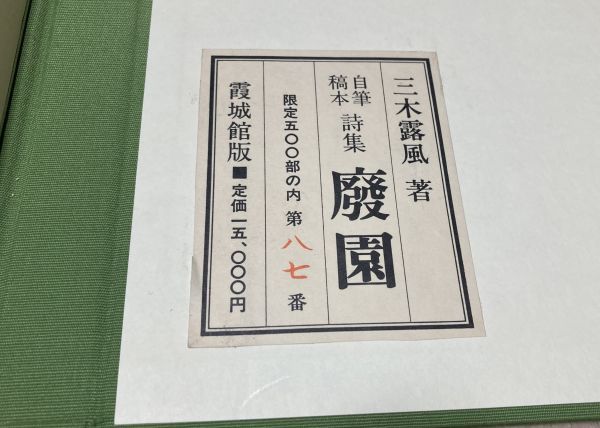 三木露風 著
自筆稿本 詩集 廢園
限定五〇〇部の内 第八七番
霞城館版■定価一五、〇〇〇円